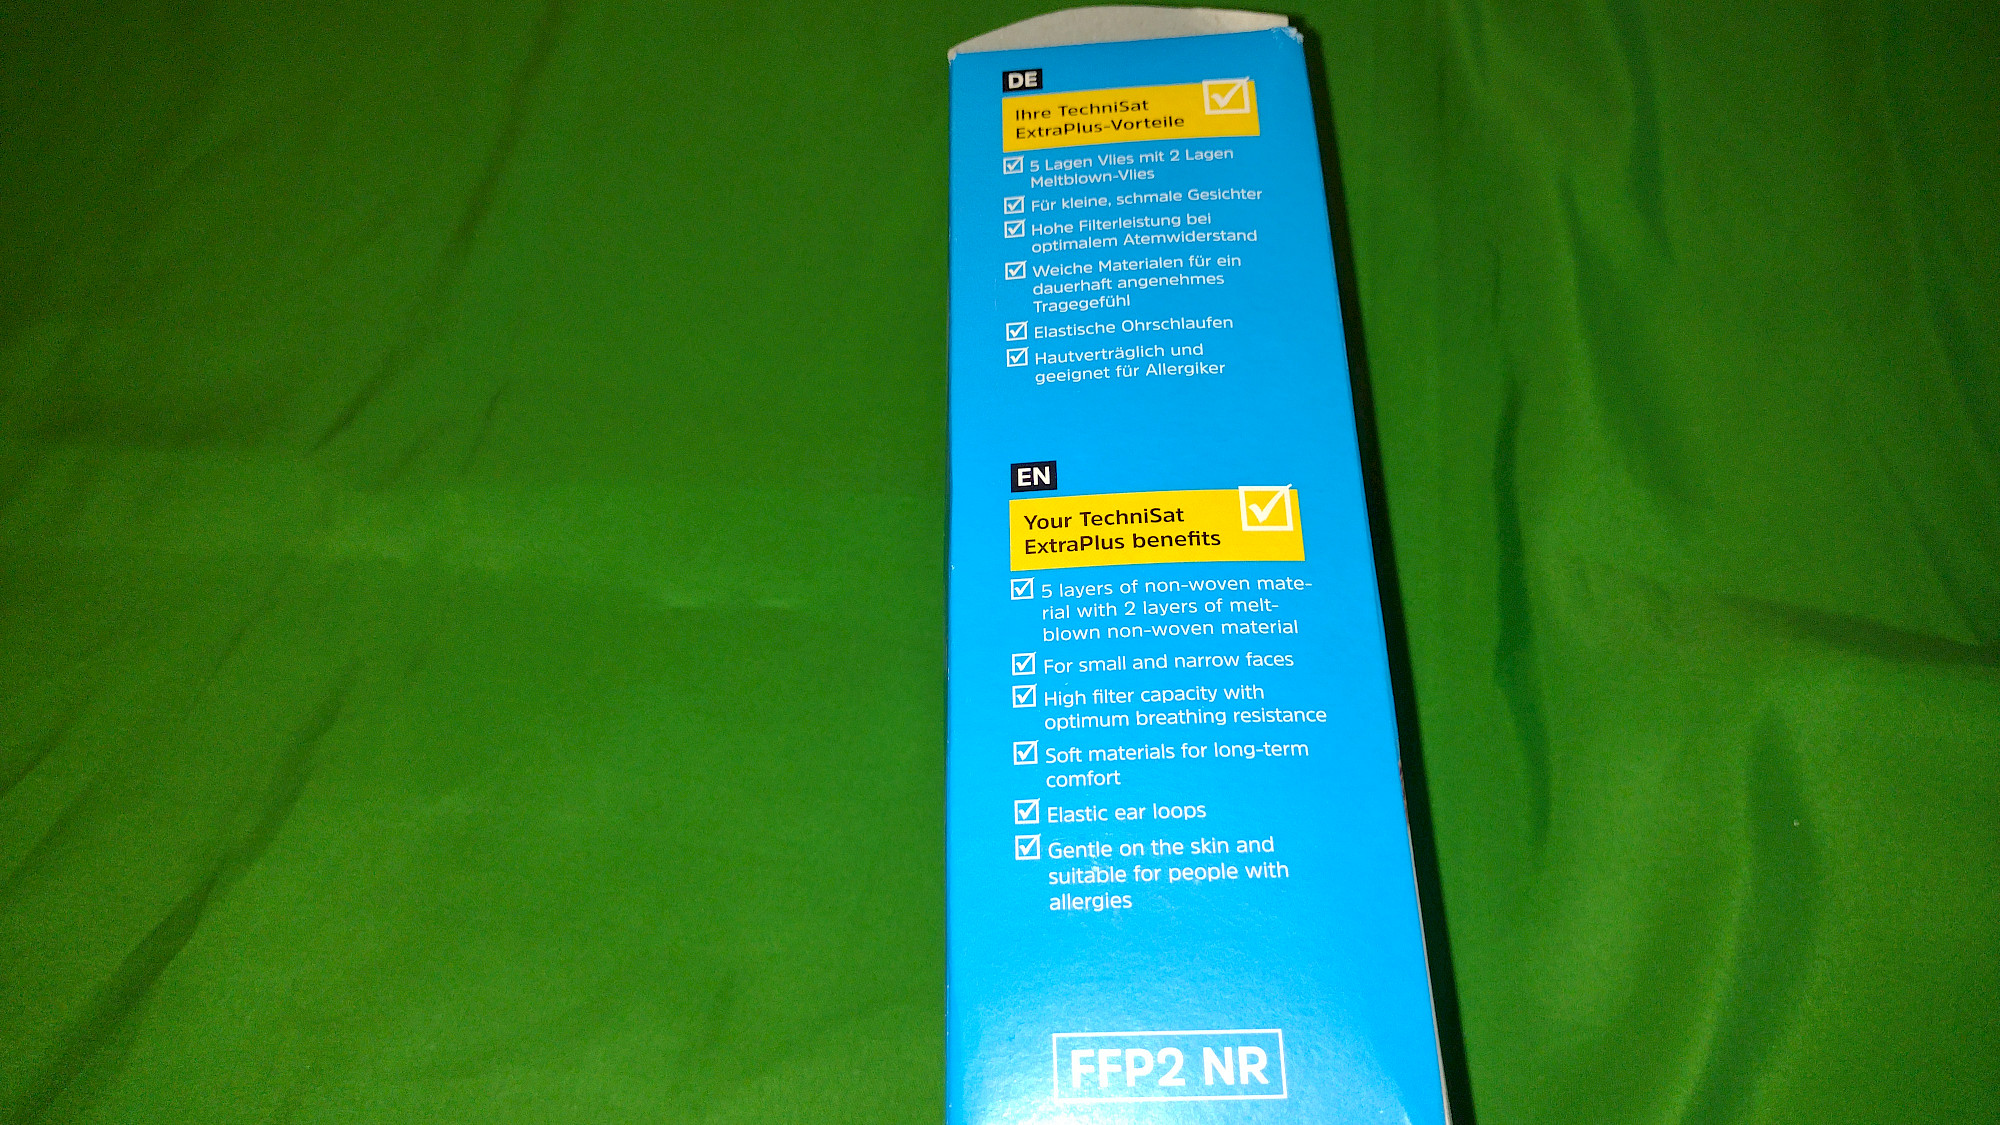 DE
Ihre TechniSat
ExtraPlus-Vorteile
5 Lagen Vlies mit 2 Lagen
Meltblown-Vlies
Für kleine, schmale Gesichter
Hohe Filterleistung bei
optimalem Atemwiderstand
Weiche Materialen für ein
dauerhaft angenehmes
Tragegefühl
Elastische Ohrschlaufen
Hautverträglich und
geeignet für Allergiker
EN
Your TechniSat
ExtraPlus benefits
5 layers of non-woven mate-
rial with 2 layers of melt-
blown non-woven material
For small and narrow faces
High filter capacity with
optimum breathing resistance
Soft materials for long-term
comfort
Elastic ear loops
Gentle on the skin and
suitable for people with
allergies
FFP2 NR